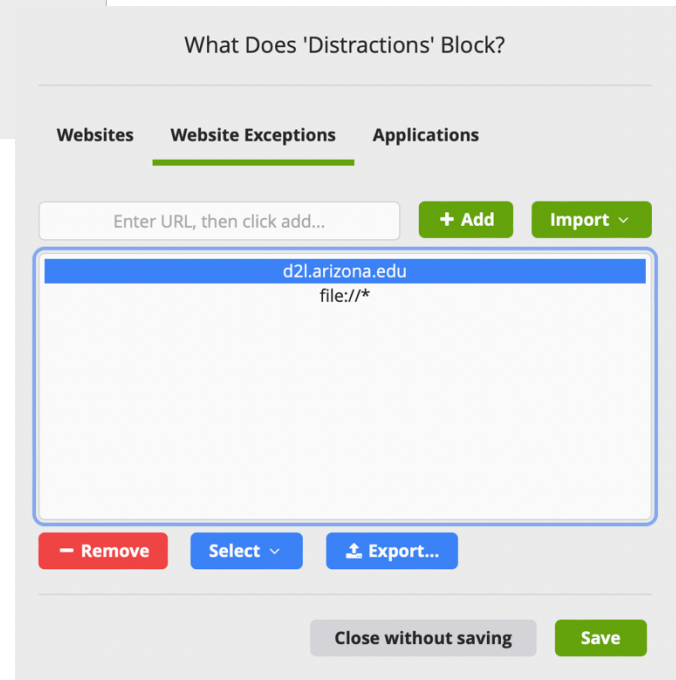 What Does 'Distractions' Block?
Websites Website Exceptions Applications
Enter URL, then click add... + Add Import
d2l.arizona.edu
file://*
Remove Select Export...
Close without saving Save